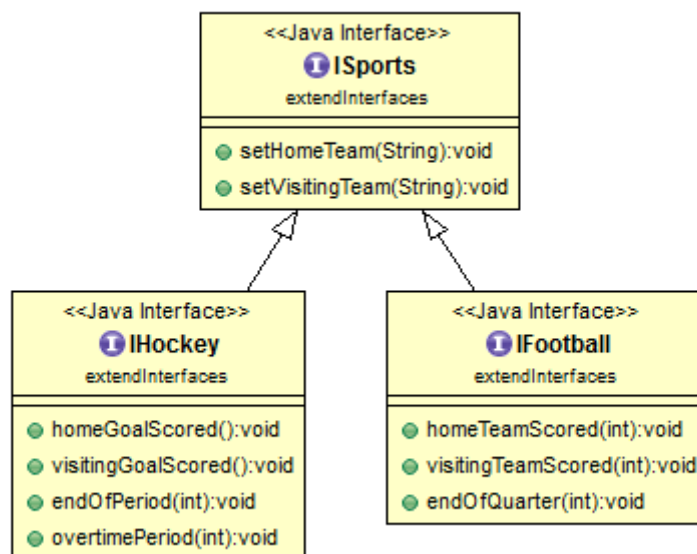 <<Java Interface>>
ISports
extendInterfaces
setHomeTeam(String):void
setVisitingTeam(String):void
<<Java Interface>>
IHockey
extendInterfaces
homeGoalScored():void
visitingGoalScored():void
endOfPeriod(int):void
overtimePeriod(int):void
<<Java Interface>>
IFootball
extendInterfaces
homeTeamScored(int):void
visitingTeamScored(int):void
endOfQuarter(int):void